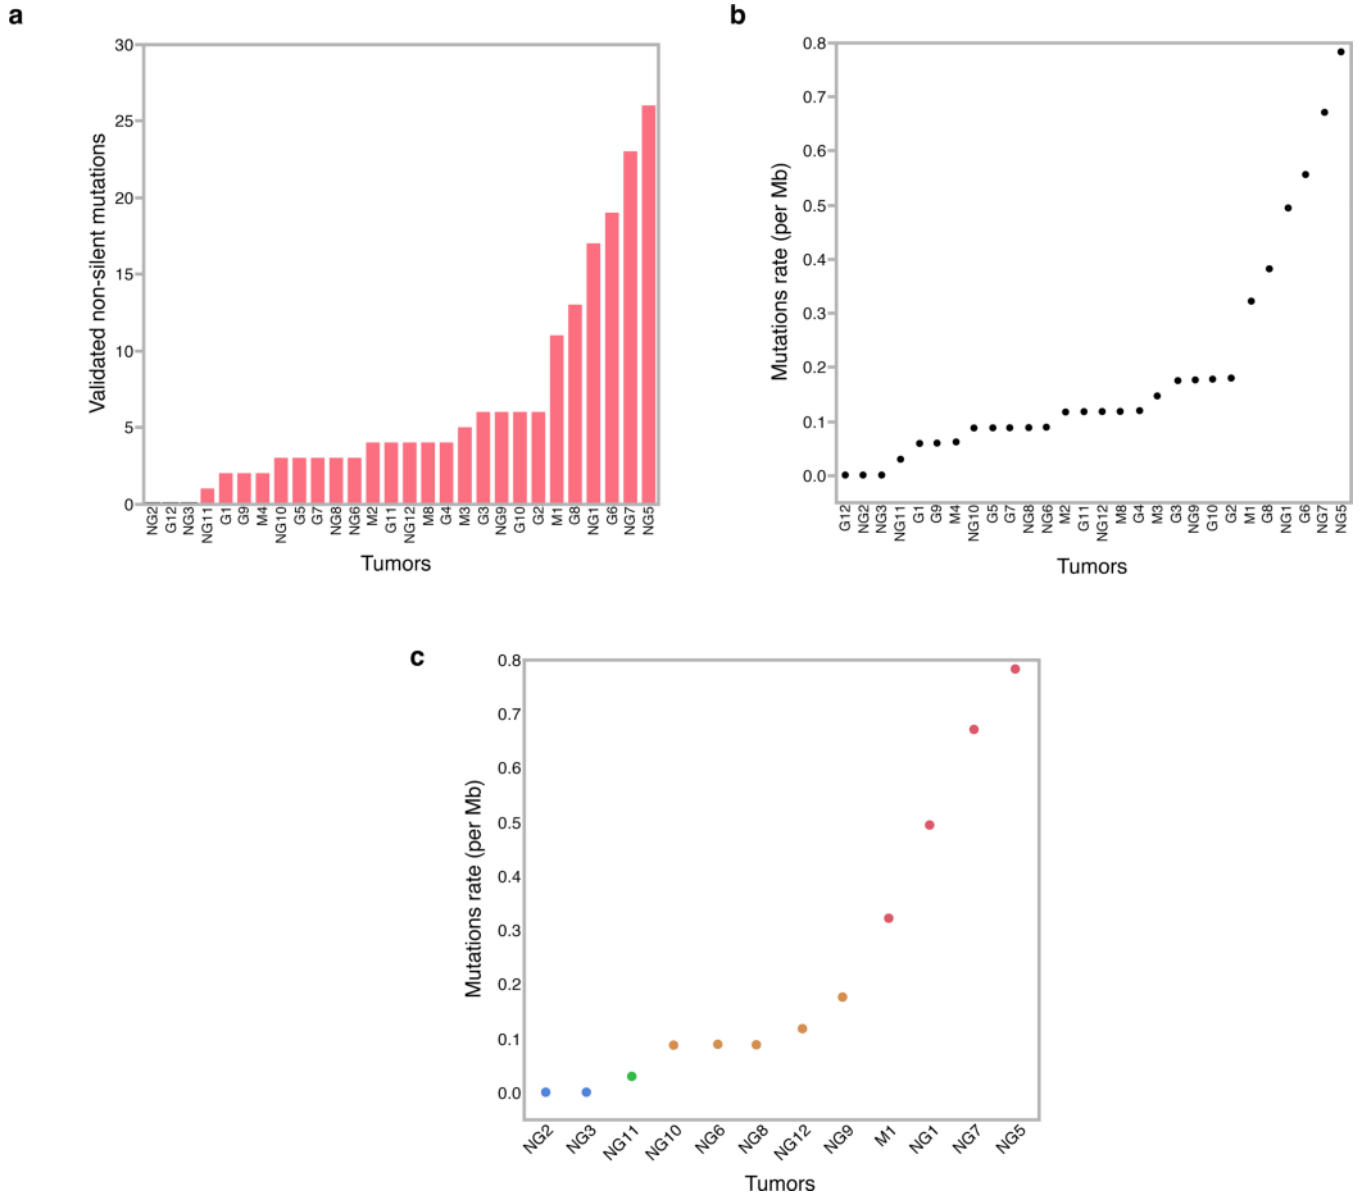 a
30
25
20
15
10
5
0
Validated non-silent mutations
NG2 G12 NG3 NG11 G1 G9 M4 NG10 G5 G7 NG8 NG6 M2 G11 NG12 M8 G4 M3 G3 NG9 G10 G2 M1 G8 NG1 G6 NG7 NG5
Tumors
b
0.8
0.7
0.6
0.5
0.4
0.3
0.2
0.1
0.0
Mutations rate (per Mb)
G12 NG2 NG3 NG11 G1 G9 M4 NG10 G5 G7 NG8 NG6 M2 G11 NG12 M8 G4 M3 G3 NG9 G10 G2 M1 G8 NG1 G6 NG7 NG5
Tumors
c
0.8
0.7
0.6
0.5
0.4
0.3
0.2
0.1
0.0
Mutations rate (per Mb)
NG2 NG3 NG11 NG10 NG6 NG8 NG12 NG9 M1 NG1 NG7 NG5
Tumors